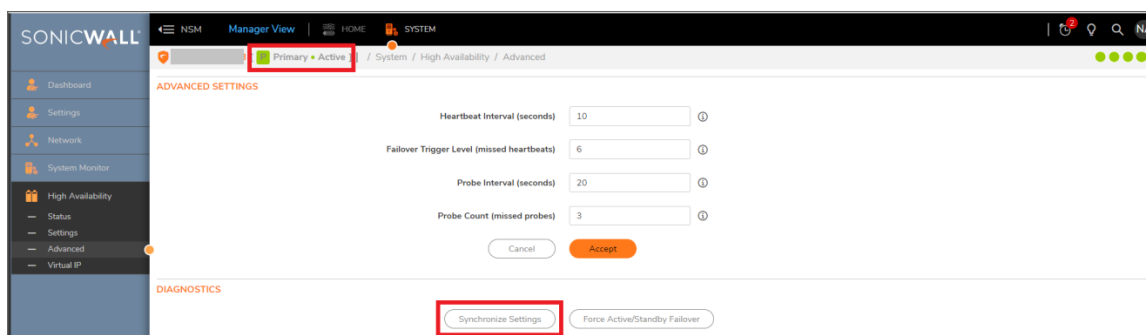 SONICWALL
NSM Manager View HOME SYSTEM 2
P Primary • Active / System / High Availability / Advanced
Dashboard
Settings
Network
System Monitor
High Availability
— Status
— Settings
— Advanced
— Virtual IP
ADVANCED SETTINGS
Heartbeat Interval (seconds) 10
Failover Trigger Level (missed heartbeats) 6
Probe Interval (seconds) 20
Probe Count (missed probes) 3
Cancel Accept
DIAGNOSTICS
Synchronize Settings Force Active/Standby Failover